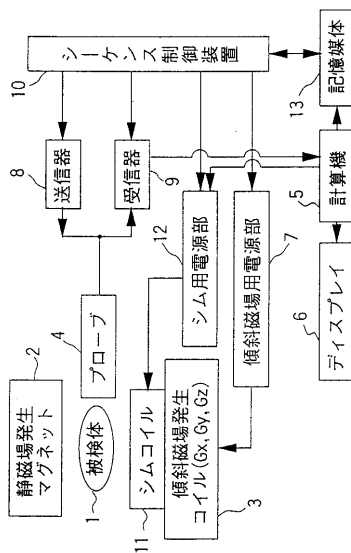 2
静磁場発生
マグネット
1
被検体
4
プローブ
8
送信器
受信器
9
10
シーケンス制御装置
11
シムコイル
傾斜磁場発生
コイル(Gx,Gy,Gz)
3
12
シム用電源部
傾斜磁場用電源部
7
6
ディスプレイ
5
計算機
13
記憶媒体